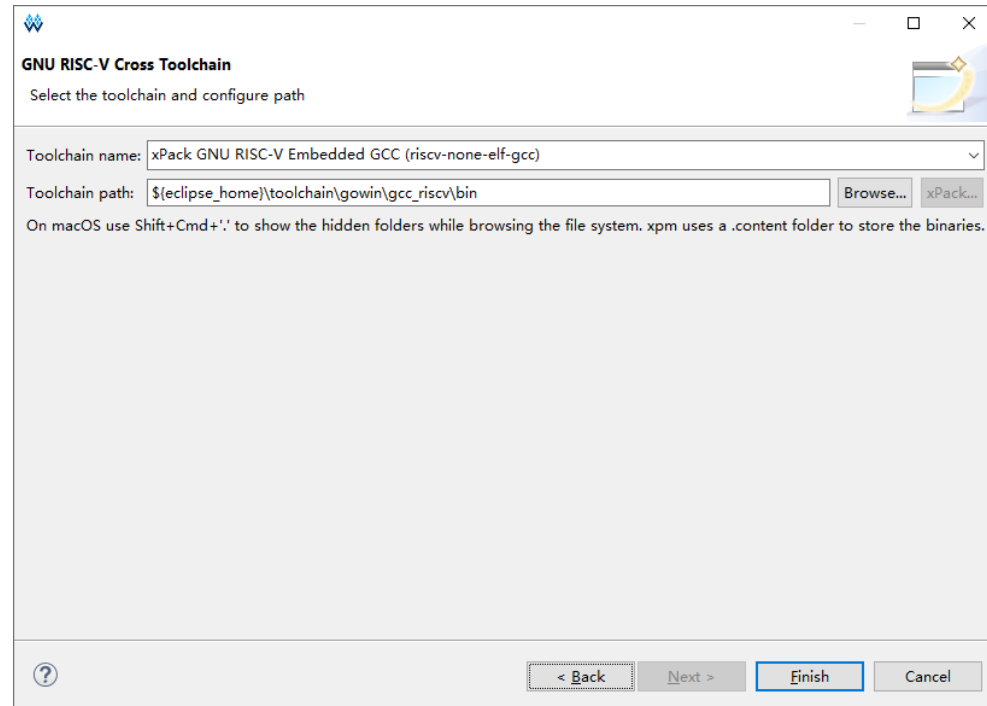 GNU RISC-V Cross Toolchain
Select the toolchain and configure path
Toolchain name: xPack GNU RISC-V Embedded GCC (riscv-none-elf-gcc)
Toolchain path: ${eclipse_home}\toolchain\gowin\gcc_riscv\bin Browse... xPack...
On macOS use Shift+Cmd+'.' to show the hidden folders while browsing the file system. xpm uses a .content folder to store the binaries.
? < Back Next > Finish Cancel